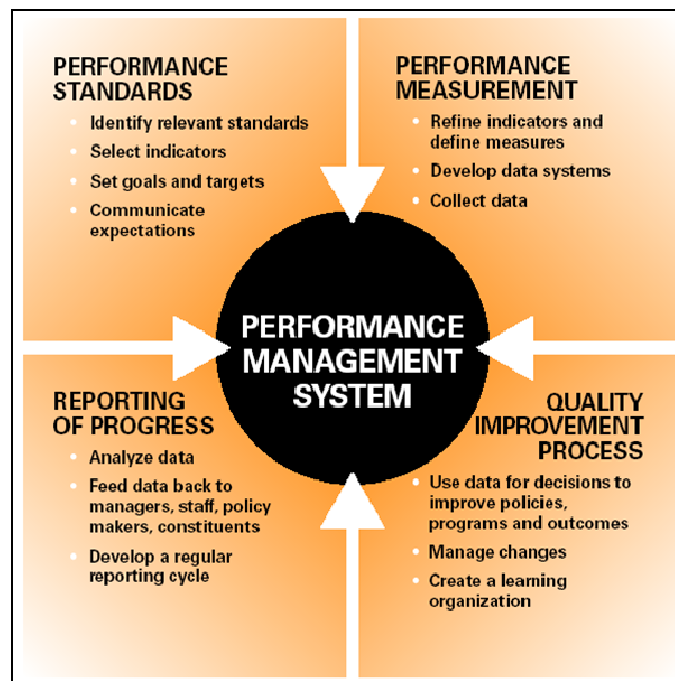 PERFORMANCE
STANDARDS
• Identify relevant standards
• Select indicators
• Set goals and targets
• Communicate
expectations
PERFORMANCE
MEASUREMENT
• Refine indicators and
define measures
• Develop data systems
• Collect data
PERFORMANCE
MANAGEMENT
SYSTEM
REPORTING
OF PROGRESS
• Analyze data
• Feed data back to
managers, staff, policy
makers, constituents
• Develop a regular
reporting cycle
QUALITY
IMPROVEMENT
PROCESS
• Use data for decisions to
improve policies,
programs and outcomes
• Manage changes
• Create a learning
organization